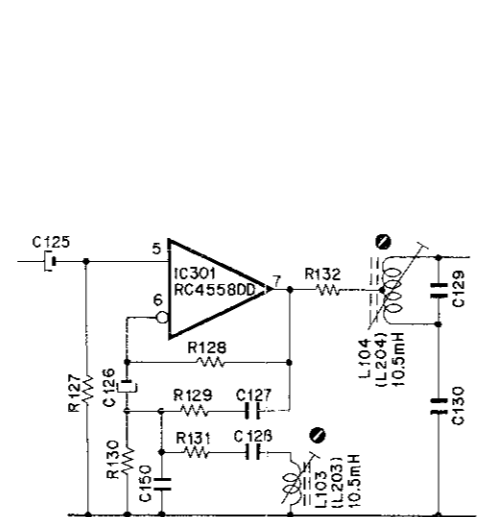 C125
5
IC301
RC4558DD
7
6
R132
C129
L104
(L204)
10.5mH
R128
R127
C126
R129
C127
C130
R131
C128
R130
C150
L103
(L203)
10.5mH